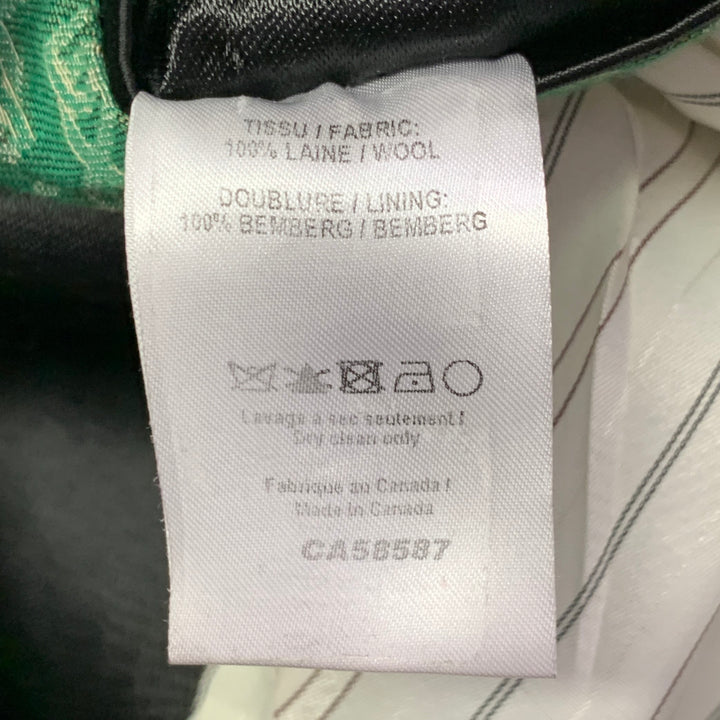 TISSU / FABRIC:
100% LAINE / WOOL
DOUBLURE / LINING:
100% BEMBERG / BEMBERG
Lavage a sec seulement /
Dry clean only
Fabrique au Canada /
Made in Canada
CA58587